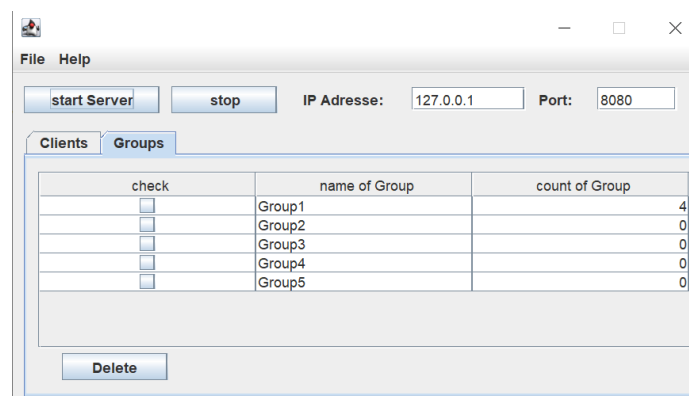 File Help
start Server stop IP Adresse: 127.0.0.1 Port: 8080
Clients Groups
check name of Group count of Group
Group1 4
Group2 0
Group3 0
Group4 0
Group5 0
Delete